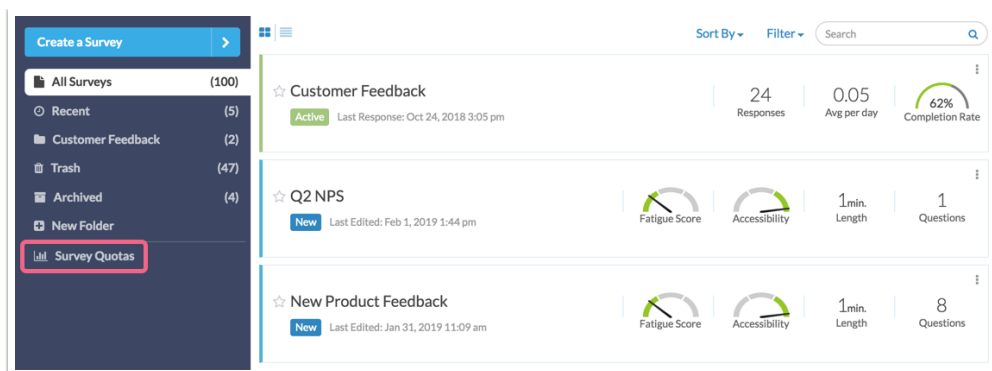 Create a Survey
All Surveys (100)
Recent (5)
Customer Feedback (2)
Trash (47)
Archived (4)
New Folder
Survey Quotas
Sort By Filter Search
Customer Feedback
Active Last Response: Oct 24, 2018 3:05 pm
24 0.05 62%
Responses Avg per day Completion Rate
Q2 NPS
New Last Edited: Feb 1, 2019 1:44 pm
1min. 1
Fatigue Score Accessibility Length Questions
New Product Feedback
New Last Edited: Jan 31, 2019 11:09 am
1min. 8
Fatigue Score Accessibility Length Questions